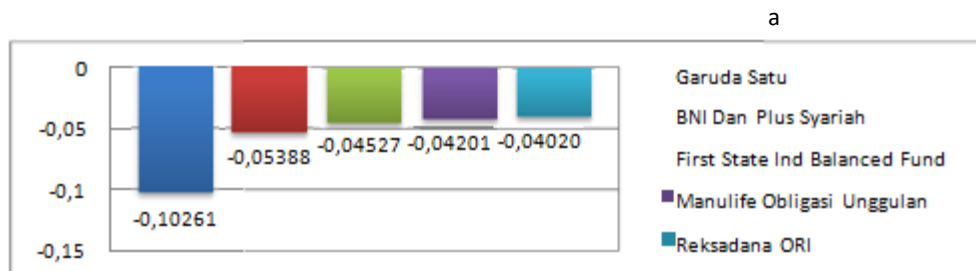 a
0
-0,05
-0,1
-0,15
-0,10261
-0,05388
-0,04527
-0,04201
-0,04020
Garuda Satu
BNI Dan Plus Syariah
First State Ind Balanced Fund
Manulife Obligasi Unggulan
Reksadana ORI